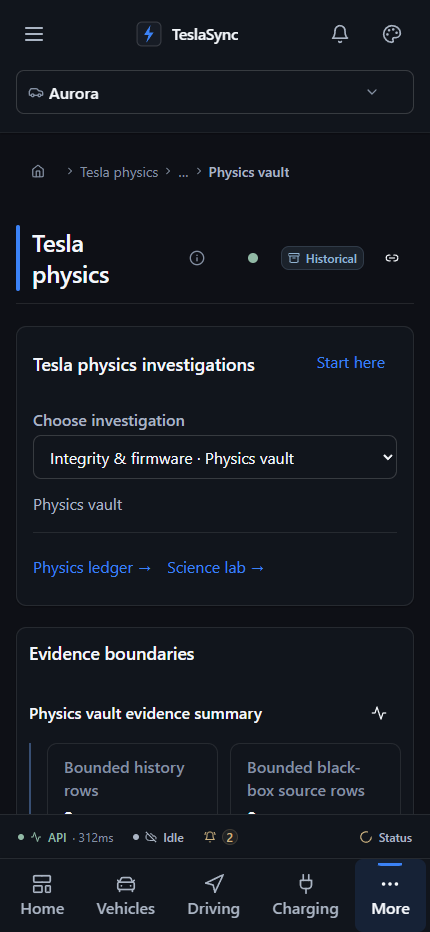 TeslaSync
Aurora
Tesla physics
...
Physics vault
Tesla
physics
Historical
Tesla physics investigations
Start here
Choose investigation
Integrity & firmware · Physics vault
Physics vault
Physics ledger →
Science lab →
Evidence boundaries
Physics vault evidence summary
Bounded history
rows
Bounded black-
box source rows
API · 312ms
Idle
2
Status
Home
Vehicles
Driving
Charging
More